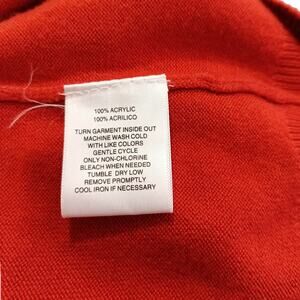 100% ACRYLIC
100% ACRILICO
TURN GARMENT INSIDE OUT
MACHINE WASH COLD
WITH LIKE COLORS
GENTLE CYCLE
ONLY NON-CHLORINE
BLEACH WHEN NEEDED
TUMBLE DRY LOW
REMOVE PROMPTLY
COOL IRON IF NECESSARY